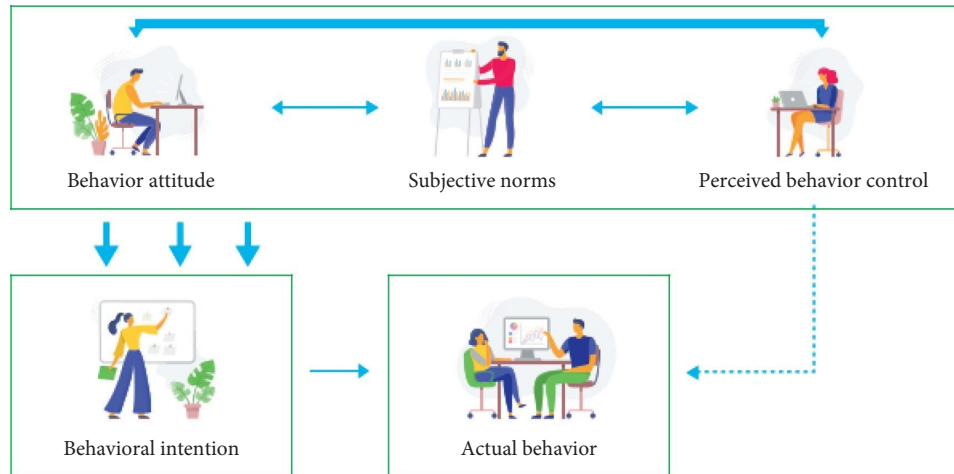 Behavior attitude
Subjective norms
Perceived behavior control
Behavioral intention
Actual behavior